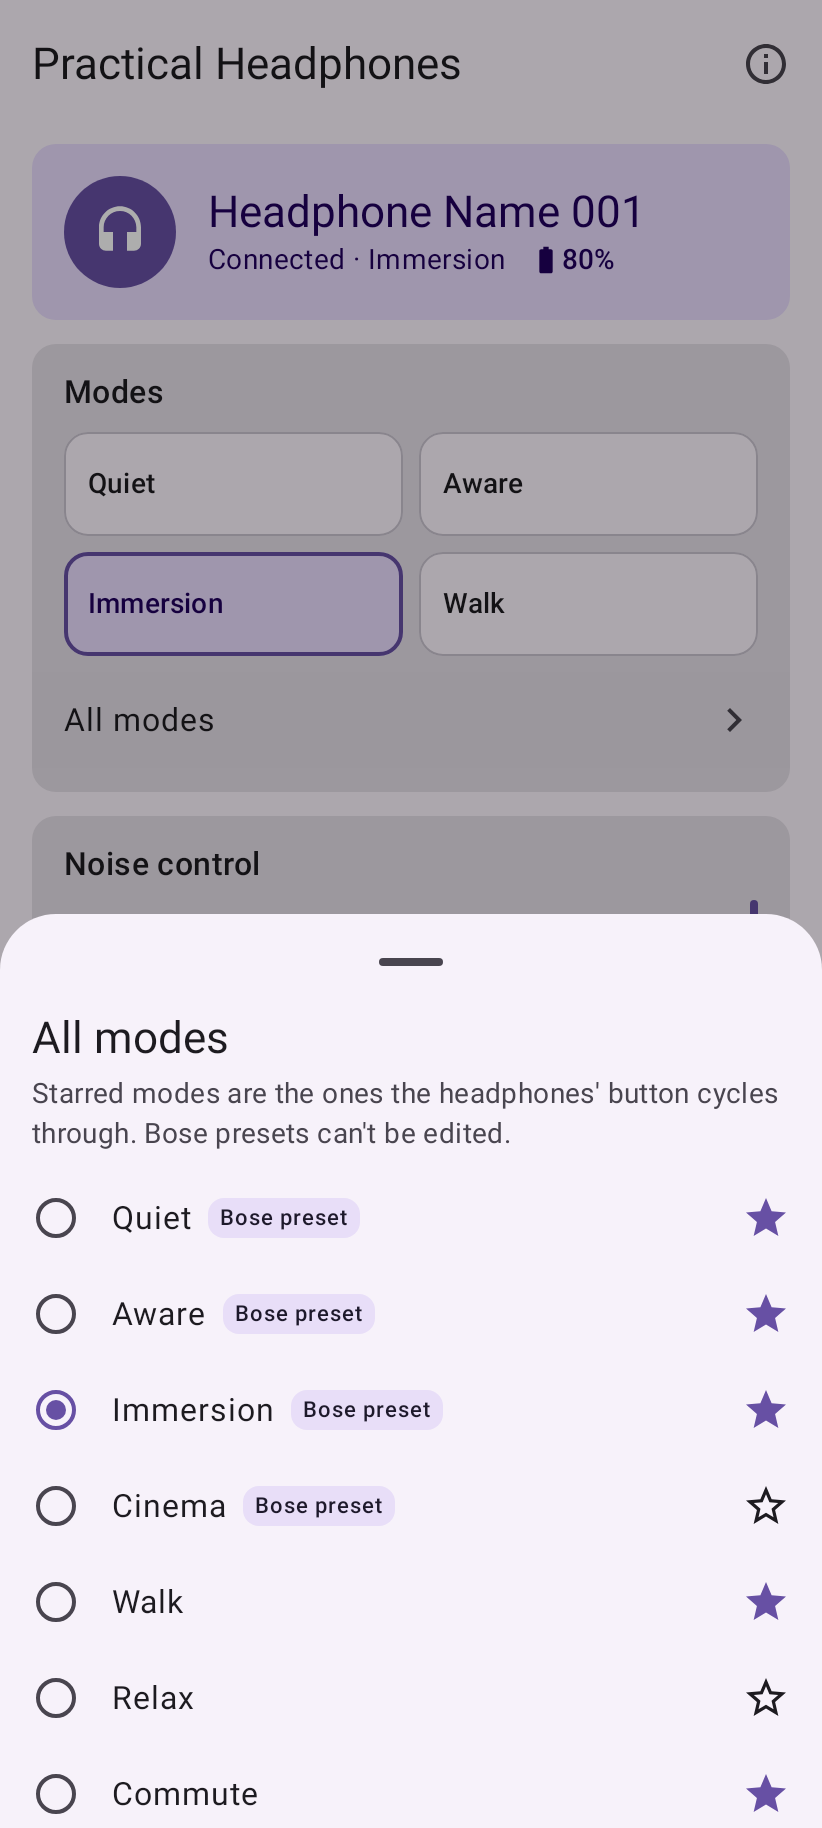 Practical Headphones
Headphone Name 001
Connected · Immersion 80%
Modes
Quiet
Aware
Immersion
Walk
All modes
Noise control
All modes
Starred modes are the ones the headphones' button cycles
through. Bose presets can't be edited.
Quiet Bose preset
Aware Bose preset
Immersion Bose preset
Cinema Bose preset
Walk
Relax
Commute